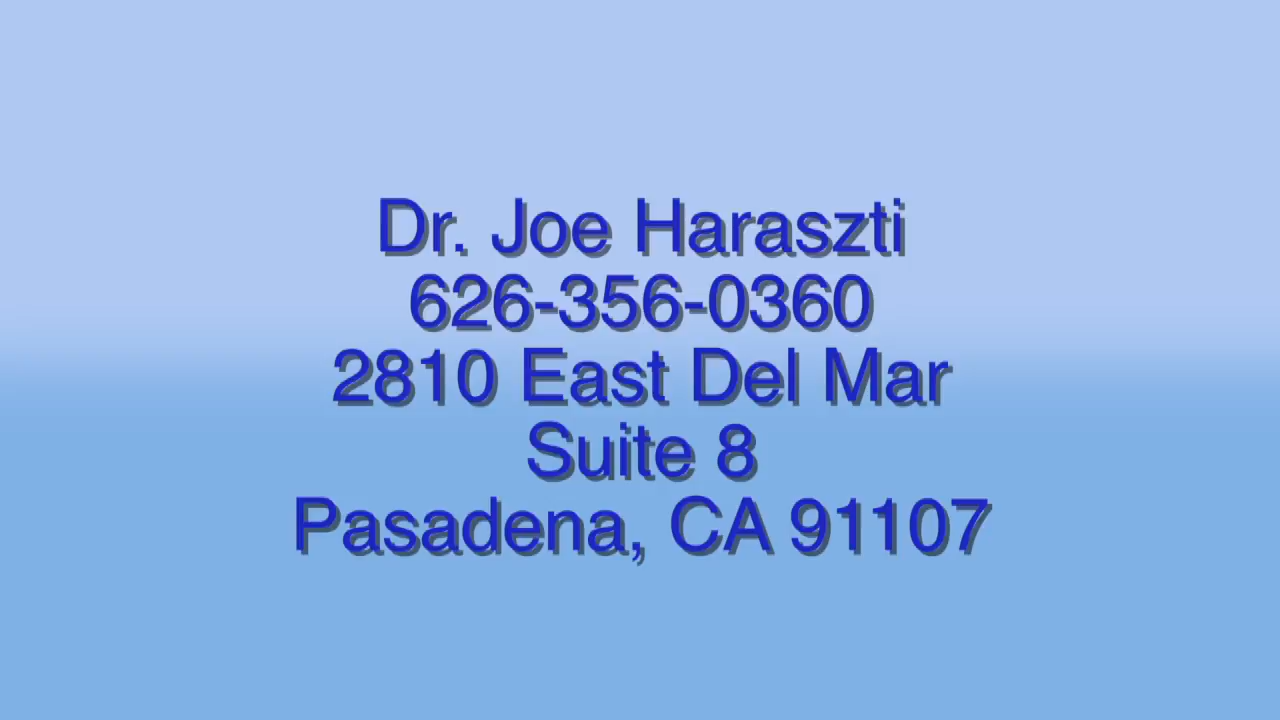 Dr. Joe Haraszti
626-356-0360
2810 East Del Mar
Suite 8
Pasadena, CA 91107